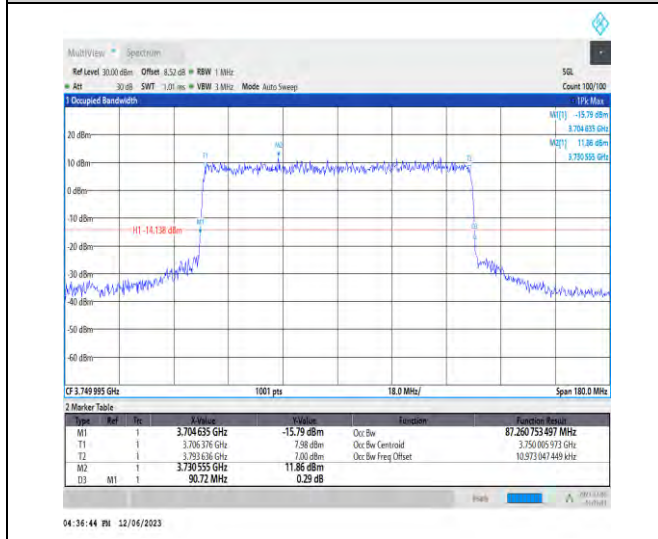 MultiView Spectrum
Ref Level 30.00 dBm Offset 8.52 dB RBW 1 MHz SGL
Att 30 dB SWT 1.01 ms VBW 3 MHz Mode Auto Sweep Count 100/100
1 Occupied Bandwidth 1Pk Max
M1[1] -15.79 dBm
3.704 635 GHz
M2[1] 11.86 dBm
3.730 555 GHz
20 dBm
M2
T1
T2
10 dBm
0 dBm
-10 dBm
M1
H1 -14.138 dBm
-20 dBm
-30 dBm
-40 dBm
-50 dBm
-60 dBm
CF 3.749 995 GHz 1001 pts 18.0 MHz/ Span 180.0 MHz
2 Marker Table
Type Ref Trc X-Value Y-Value Function Function Result
M1 1 3.704 635 GHz -15.79 dBm Occ Bw 87.260 753 497 MHz
T1 1 3.706 376 GHz 7.98 dBm Occ Bw Centroid 3.750 005 973 GHz
T2 1 3.793 636 GHz 7.00 dBm Occ Bw Freq Offset 10.973 047 449 kHz
M2 1 3.730 555 GHz 11.86 dBm
D3 M1 1 90.72 MHz 0.29 dB
04:36:44 PM 12/06/2023